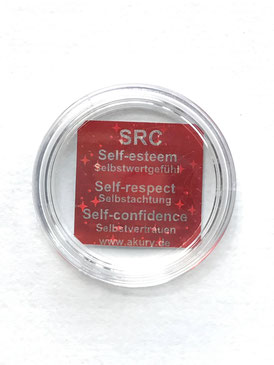 SRC
Self-esteem
Selbstwertgefühl
Self-respect
Selbstachtung
Self-confidence
Selbstvertrauen
www.akury.de